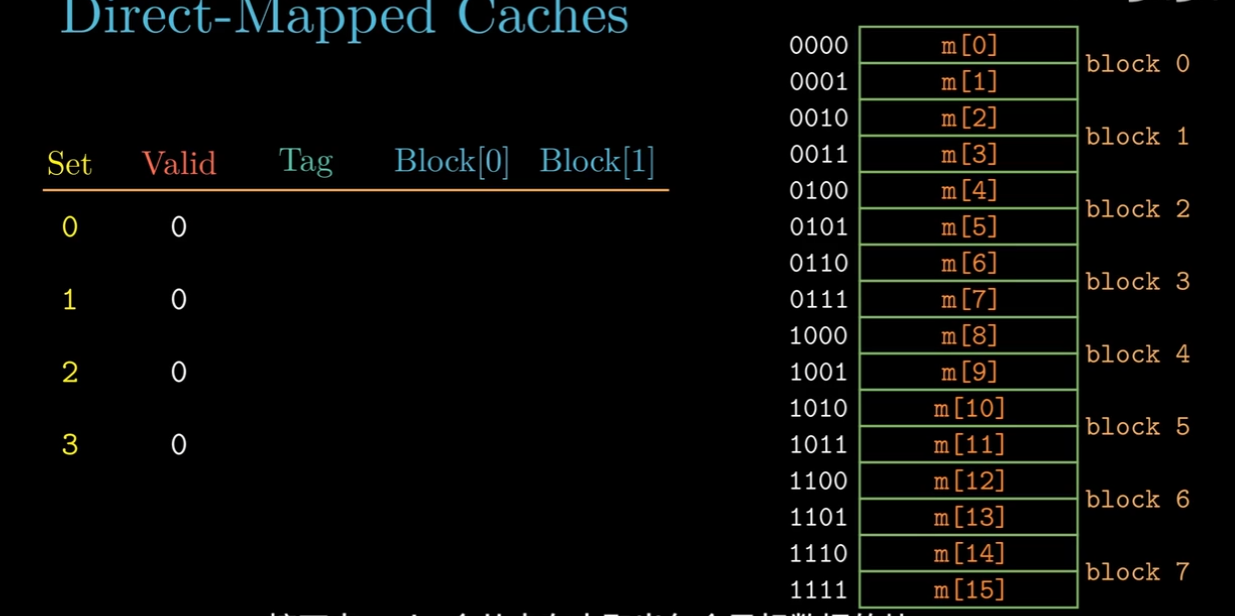 Direct-Mapped Caches
Set Valid Tag Block[0] Block[1]
0 0
1 0
2 0
3 0
0000 m[0]
block 0
0001 m[1]
0010 m[2]
block 1
0011 m[3]
0100 m[4]
block 2
0101 m[5]
0110 m[6]
block 3
0111 m[7]
1000 m[8]
block 4
1001 m[9]
1010 m[10]
block 5
1011 m[11]
1100 m[12]
block 6
1101 m[13]
1110 m[14]
block 7
1111 m[15]